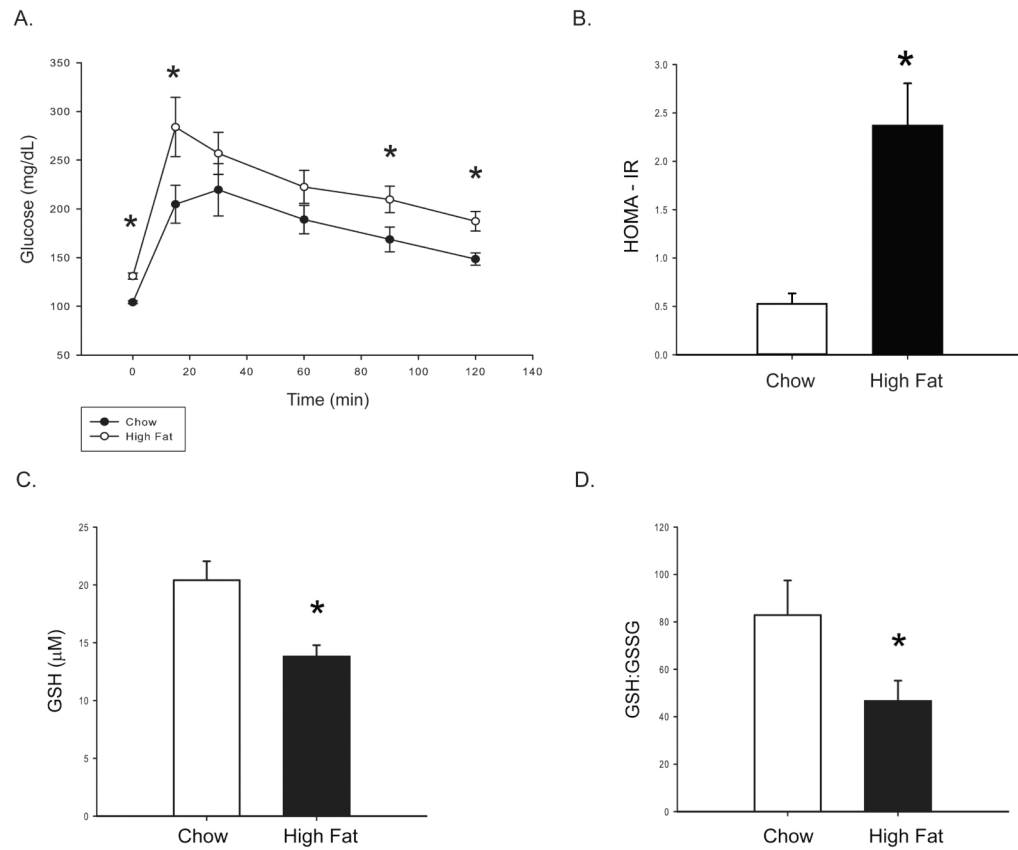 A.
350
300
250
200
150
100
50
Glucose (mg/dL)
*
*
*
*
0 20 40 60 80 100 120 140
Time (min)
Chow
High Fat
B.
3.0
2.5
2.0
1.5
1.0
0.5
0.0
HOMA - IR
*
Chow High Fat
C.
25
20
15
10
5
0
GSH (μM)
*
Chow High Fat
D.
120
100
80
60
40
20
0
GSH:GSSG
*
Chow High Fat